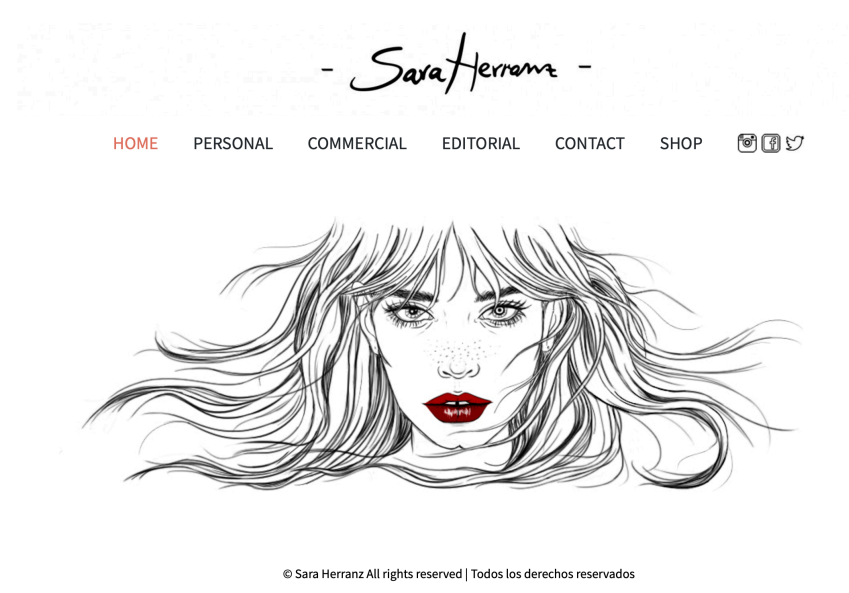 - Sara Herranz -
HOME PERSONAL COMMERCIAL EDITORIAL CONTACT SHOP
© Sara Herranz All rights reserved | Todos los derechos reservados